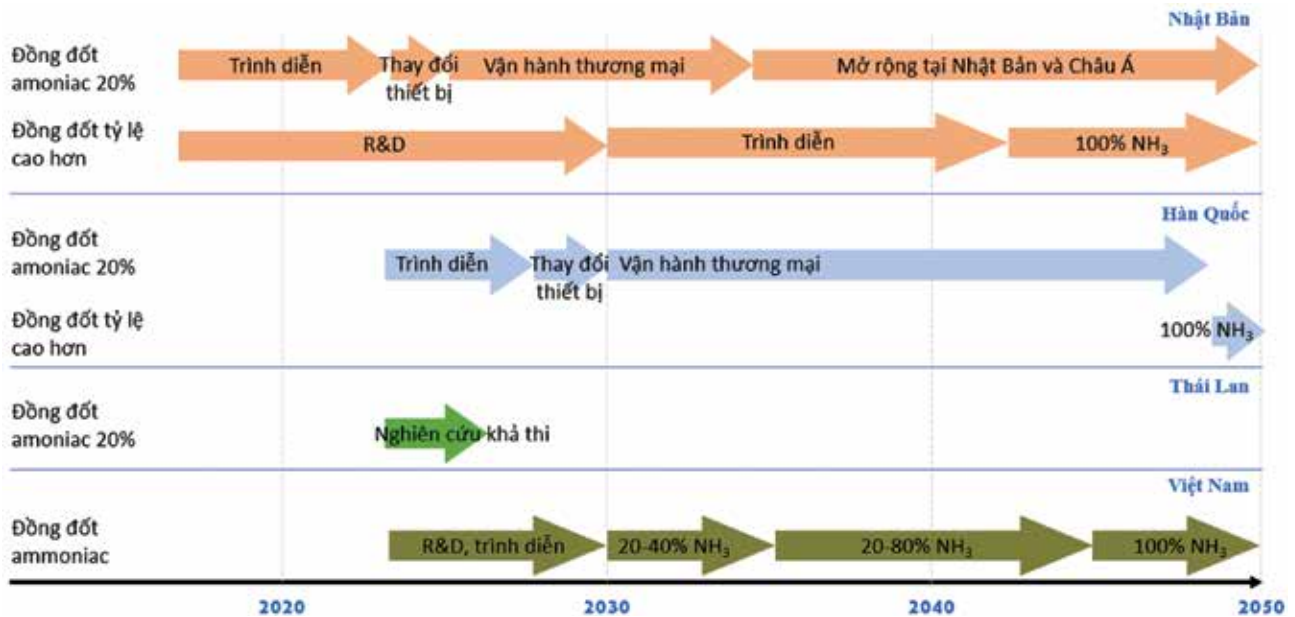 Nhật Bản
Đồng đốt
amoniac 20%
Trình diễn
Thay đổi
thiết bị
Vận hành thương mại
Mở rộng tại Nhật Bản và Châu Á
Đồng đốt tỷ lệ
cao hơn
R&D
Trình diễn
100% NH₃
Hàn Quốc
Đồng đốt
amoniac 20%
Trình diễn
Thay đổi
thiết bị
Vận hành thương mại
Đồng đốt tỷ lệ
cao hơn
100% NH₃
Thái Lan
Đồng đốt
amoniac 20%
Nghiên cứu khả thi
Việt Nam
Đồng đốt
ammoniac
R&D, trình diễn
20-40% NH₃
20-80% NH₃
100% NH₃
2020
2030
2040
2050